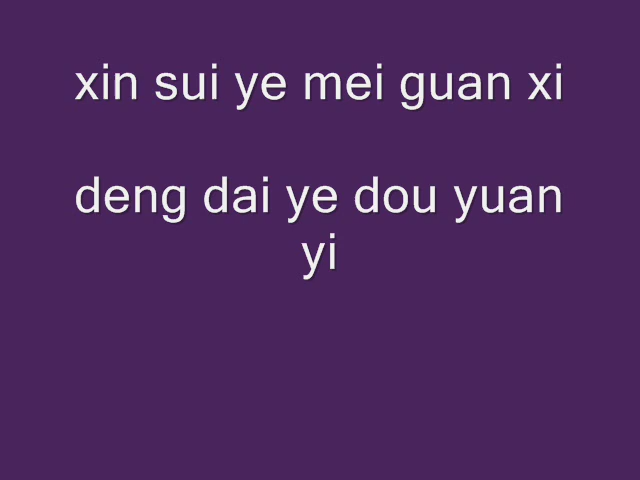 xin sui ye mei guan xi
deng dai ye dou yuan
yi